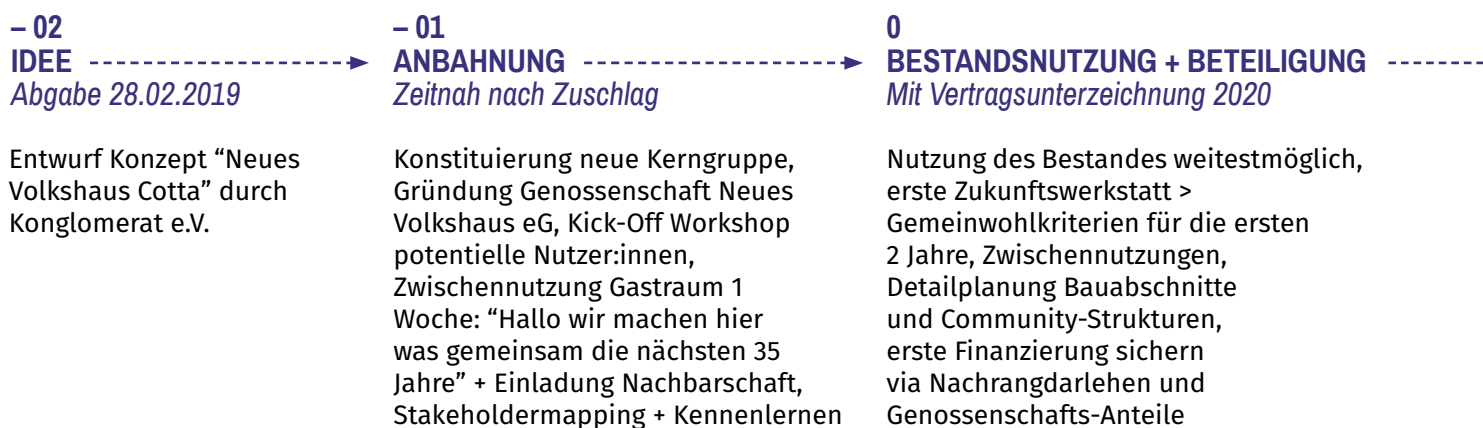 – 02
IDEE
Abgabe 28.02.2019
Entwurf Konzept “Neues
Volkshaus Cotta” durch
Konglomerat e.V.
– 01
ANBAHNUNG
Zeitnah nach Zuschlag
Konstituierung neue Kerngruppe,
Gründung Genossenschaft Neues
Volkshaus eG, Kick-Off Workshop
potentielle Nutzer:innen,
Zwischennutzung Gastraum 1
Woche: “Hallo wir machen hier
was gemeinsam die nächsten 35
Jahre” + Einladung Nachbarschaft,
Stakeholdermapping + Kennenlernen
0
BESTANDSNUTZUNG + BETEILIGUNG
Mit Vertragsunterzeichnung 2020
Nutzung des Bestandes weitestmöglich,
erste Zukunftswerkstatt >
Gemeinwohlkriterien für die ersten
2 Jahre, Zwischennutzungen,
Detailplanung Bauabschnitte
und Community-Strukturen,
erste Finanzierung sichern
via Nachrangdarlehen und
Genossenschafts-Anteile